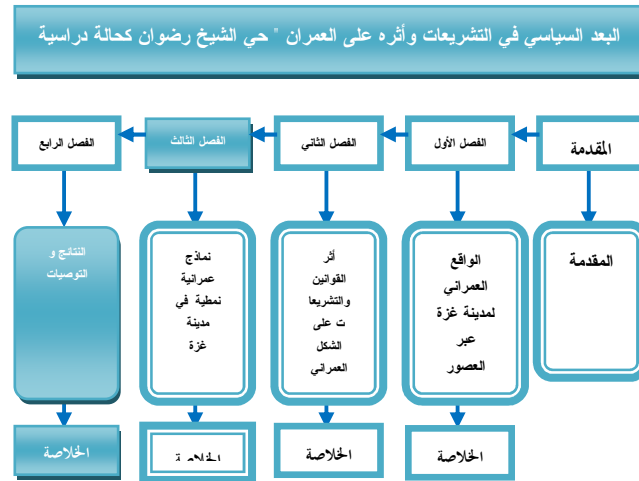 البعد السياسي في التشريعات وأثره على العمران " حي الشيخ رضوان كحالة دراسية
المقدمة
الفصل الأول
الفصل الثاني
الفصل الثالث
الفصل الرابع
المقدمة
الواقع
العمراني
لمدينة غزة
عبر
العصور
أثر
القوانين
والتشريعا
ت على
الشكل
العمراني
نماذج
عمرانية
نمطية في
مدينة
غزة
النتائج و
التوصيات
الخلاصة
الخلاصة
الخلاصة
الخلاصة